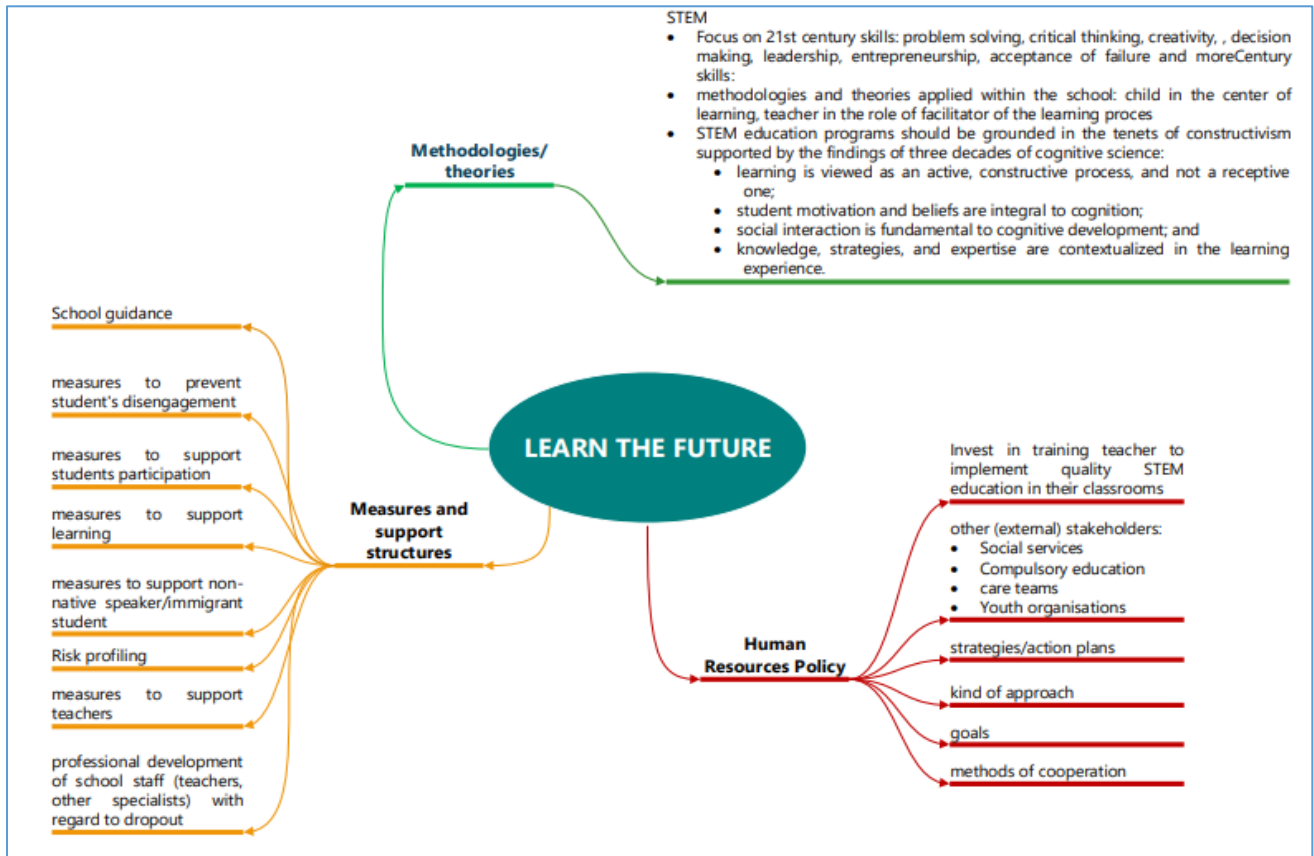 STEM
• Focus on 21st century skills: problem solving, critical thinking, creativity, , decision
making, leadership, entrepreneurship, acceptance of failure and moreCentury
skills:
• methodologies and theories applied within the school: child in the center of
learning, teacher in the role of facilitator of the learning proces
• STEM education programs should be grounded in the tenets of constructivism
supported by the findings of three decades of cognitive science:
• learning is viewed as an active, constructive process, and not a receptive
one;
• student motivation and beliefs are integral to cognition;
• social interaction is fundamental to cognitive development; and
• knowledge, strategies, and expertise are contextualized in the learning
experience.
Methodologies/
theories
LEARN THE FUTURE
Measures and
support
structures
School guidance
measures to prevent
student's disengagement
measures to support
students participation
measures to support
learning
measures to support non-
native speaker/immigrant
student
Risk profiling
measures to support
teachers
professional development
of school staff (teachers,
other specialists) with
regard to dropout
Human
Resources Policy
Invest in training teacher to
implement quality STEM
education in their classrooms
other (external) stakeholders:
• Social services
• Compulsory education
• care teams
• Youth organisations
strategies/action plans
kind of approach
goals
methods of cooperation